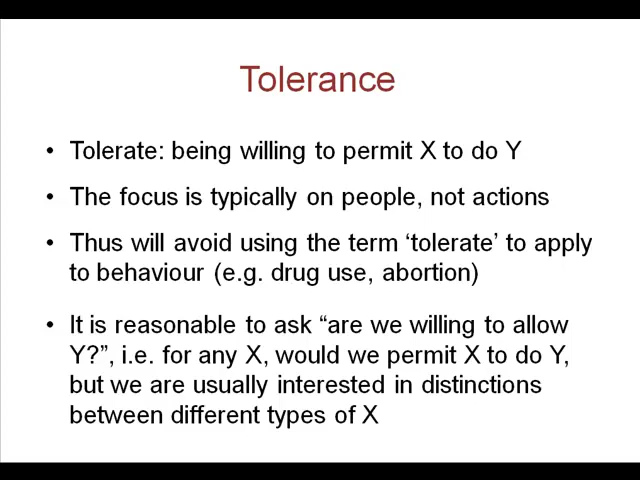 Tolerance
• Tolerate: being willing to permit X to do Y
• The focus is typically on people, not actions
• Thus will avoid using the term ‘tolerate’ to apply
to behaviour (e.g. drug use, abortion)
• It is reasonable to ask “are we willing to allow
Y?”, i.e. for any X, would we permit X to do Y,
but we are usually interested in distinctions
between different types of X